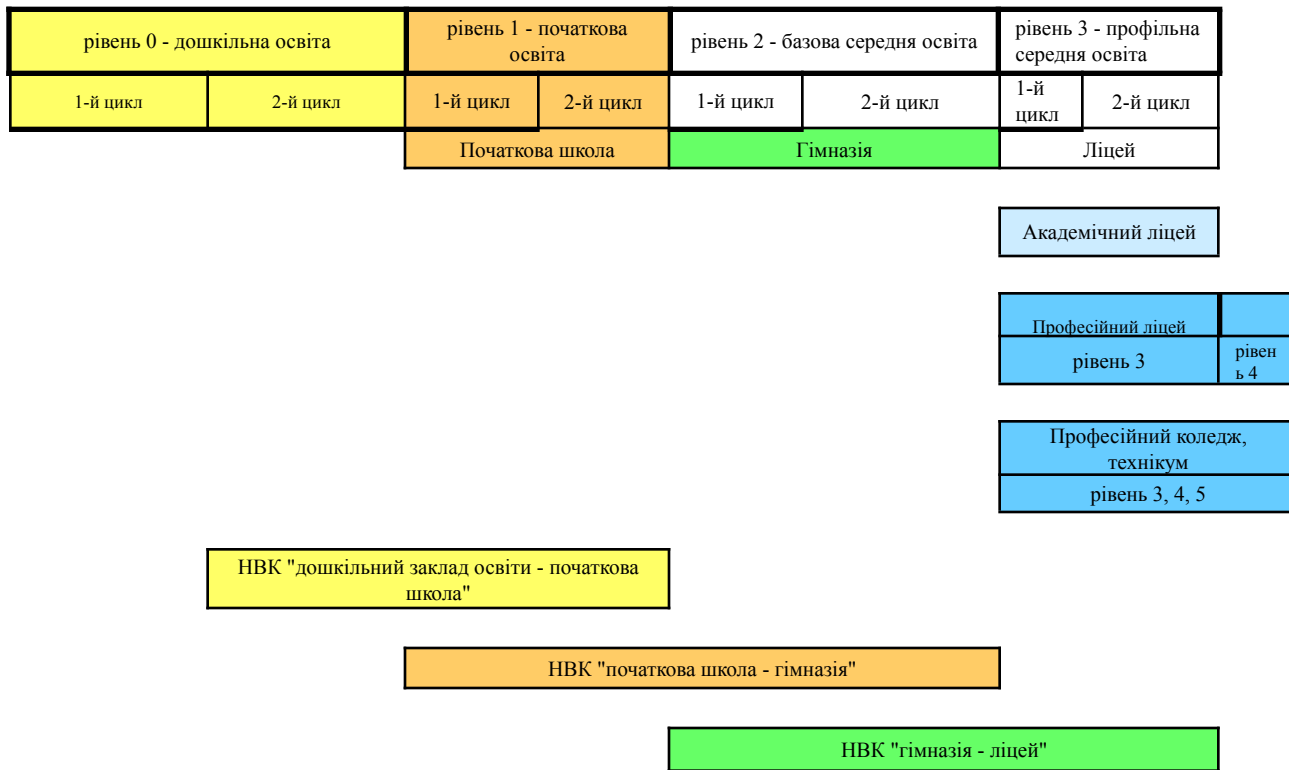 рівень 0 - дошкільна освіта
рівень 1 - початкова
освіта
рівень 2 - базова середня освіта
рівень 3 - профільна
середня освіта
1-й цикл
2-й цикл
1-й цикл
2-й цикл
1-й цикл
2-й цикл
1-й
цикл
2-й цикл
Початкова школа
Гімназія
Ліцей
Академічний ліцей
Професійний ліцей
рівень 3
рівен
ь 4
Професійний коледж,
технікум
рівень 3, 4, 5
НВК "дошкільний заклад освіти - початкова
школа"
НВК "початкова школа - гімназія"
НВК "гімназія - ліцей"